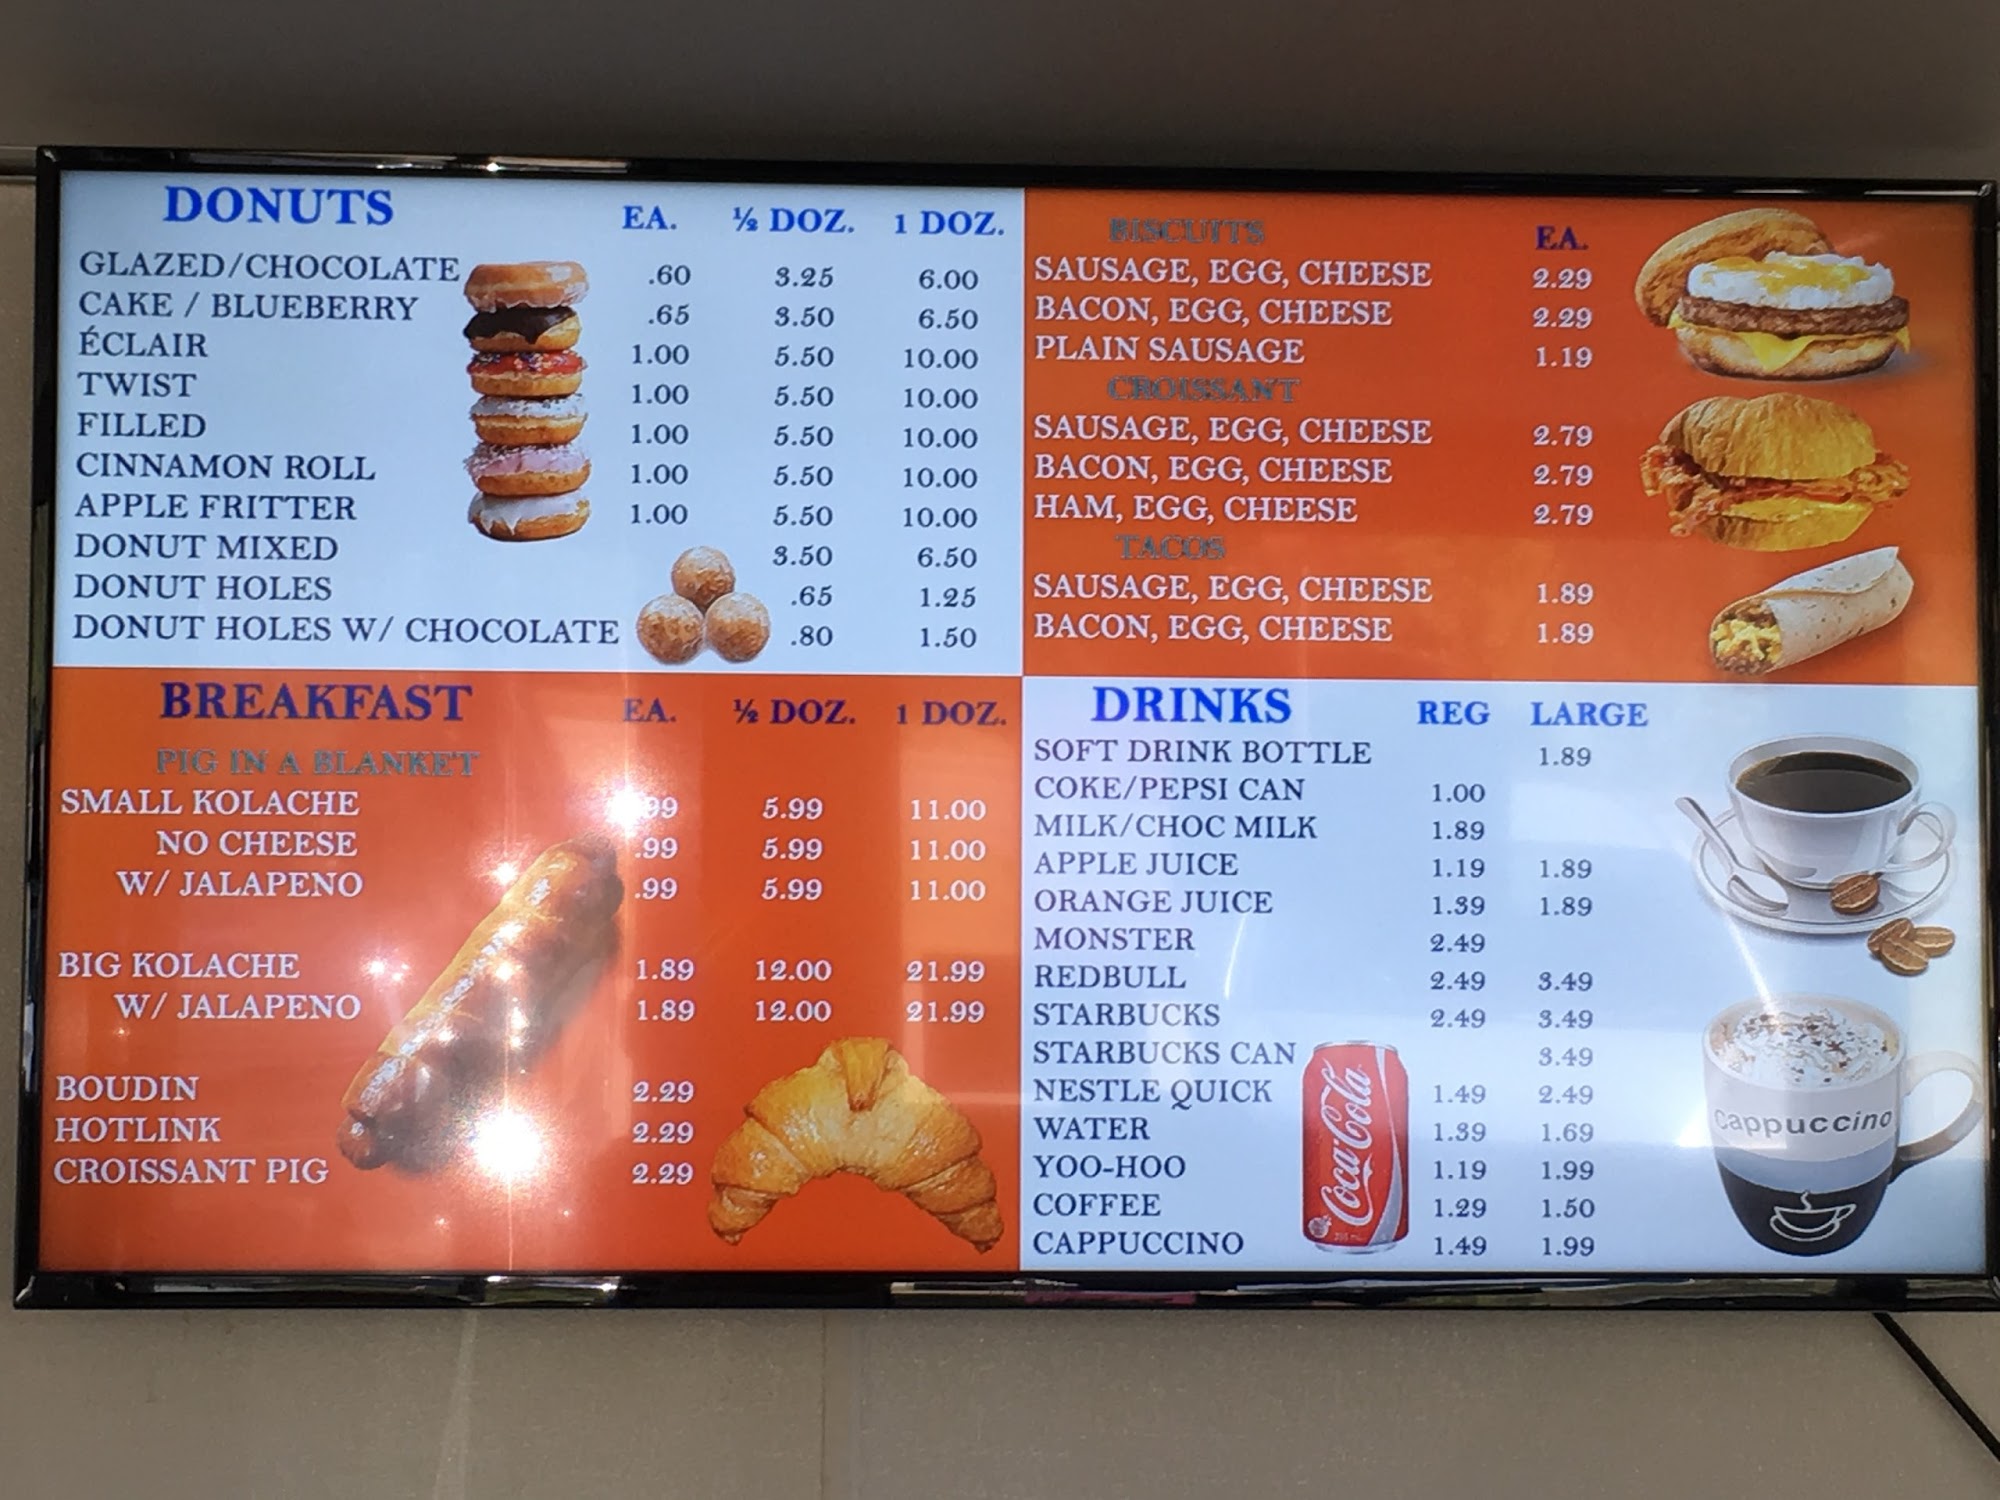 DONUTS EA. ½ DOZ. 1 DOZ.
GLAZED/CHOCOLATE .60 3.25 6.00
CAKE / BLUEBERRY .65 3.50 6.50
ÉCLAIR 1.00 5.50 10.00
TWIST 1.00 5.50 10.00
FILLED 1.00 5.50 10.00
CINNAMON ROLL 1.00 5.50 10.00
APPLE FRITTER 1.00 5.50 10.00
DONUT MIXED 3.50 6.50
DONUT HOLES .65 1.25
DONUT HOLES W/ CHOCOLATE .80 1.50
BISCUITS EA.
SAUSAGE, EGG, CHEESE 2.29
BACON, EGG, CHEESE 2.29
PLAIN SAUSAGE 1.19
CROISSANT
SAUSAGE, EGG, CHEESE 2.79
BACON, EGG, CHEESE 2.79
HAM, EGG, CHEESE 2.79
TACOS
SAUSAGE, EGG, CHEESE 1.89
BACON, EGG, CHEESE 1.89
BREAKFAST EA. ½ DOZ. 1 DOZ.
PIG IN A BLANKET
SMALL KOLACHE .99 5.99 11.00
NO CHEESE .99 5.99 11.00
W/ JALAPENO .99 5.99 11.00
BIG KOLACHE 1.89 12.00 21.99
W/ JALAPENO 1.89 12.00 21.99
BOUDIN 2.29
HOTLINK 2.29
CROISSANT PIG 2.29
DRINKS REG LARGE
SOFT DRINK BOTTLE 1.89
COKE/PEPSI CAN 1.00
MILK/CHOC MILK 1.89
APPLE JUICE 1.19 1.89
ORANGE JUICE 1.39 1.89
MONSTER 2.49
REDBULL 2.49 3.49
STARBUCKS 2.49 3.49
STARBUCKS CAN 3.49
NESTLE QUICK 1.49 2.49
WATER 1.39 1.69
YOO-HOO 1.19 1.99
COFFEE 1.29 1.50
CAPPUCCINO 1.49 1.99
Coca-Cola
cappuccino